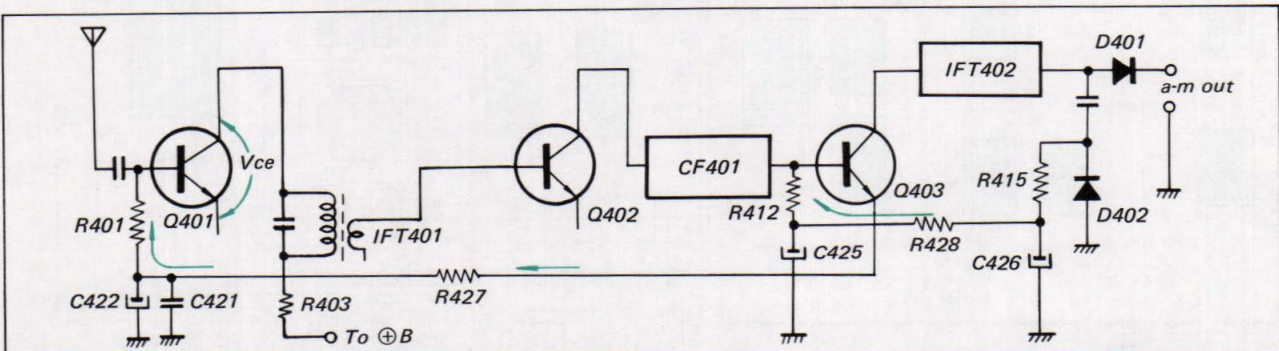 D401
IFT402
a-m out
Vce
Q401
R401
CF401
Q402
Q403
R412
R415
D402
IFT401
R428
C425
C426
C422
C421
R403
R427
To ⊕B